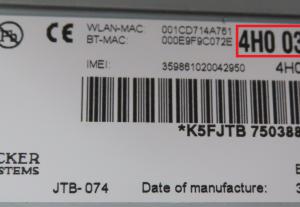 WLAN-MAC: 001CD714A761
BT-MAC: 000E9F9C072E
4H0 03
IMEI: 359861020042950
4H0
*K5FJTB 750388
CKER
STEMS
JTB-074 Date of manufacture: 3
E